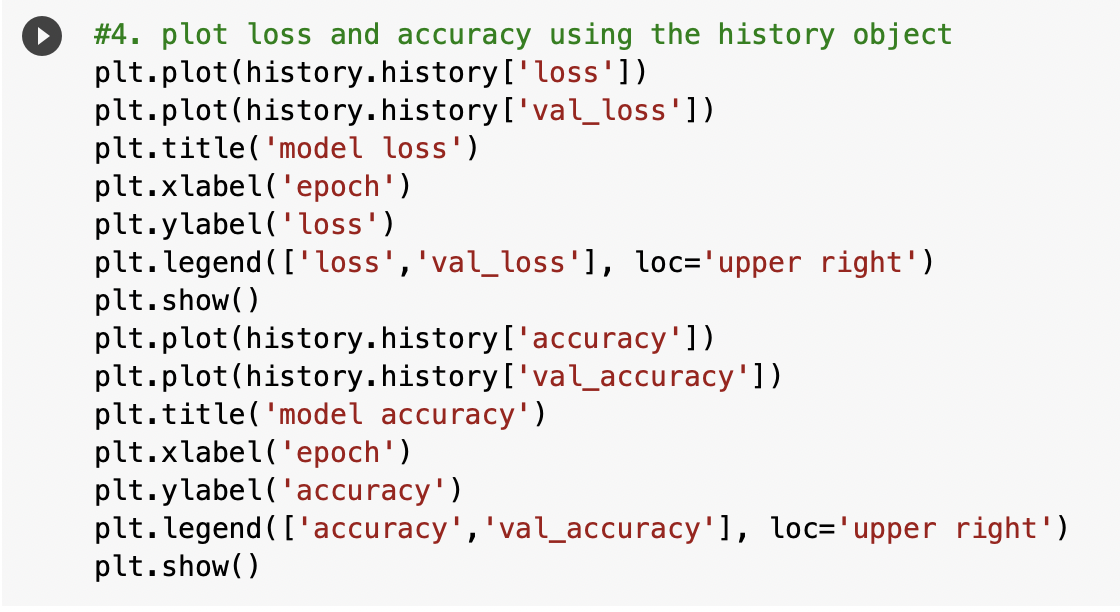 #4. plot loss and accuracy using the history object
plt.plot(history.history['loss'])
plt.plot(history.history['val_loss'])
plt.title('model loss')
plt.xlabel('epoch')
plt.ylabel('loss')
plt.legend(['loss','val_loss'], loc='upper right')
plt.show()
plt.plot(history.history['accuracy'])
plt.plot(history.history['val_accuracy'])
plt.title('model accuracy')
plt.xlabel('epoch')
plt.ylabel('accuracy')
plt.legend(['accuracy','val_accuracy'], loc='upper right')
plt.show()